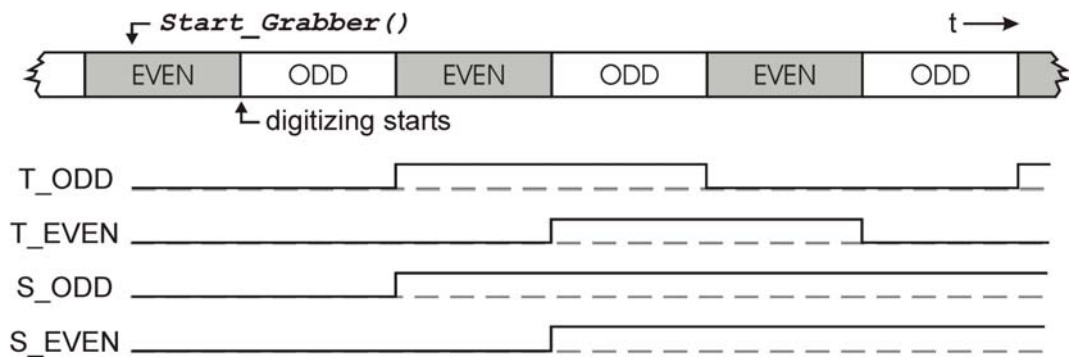 Start_Grabber() t
EVEN ODD EVEN ODD EVEN ODD
digitizing starts
T_ODD
T_EVEN
S_ODD
S_EVEN